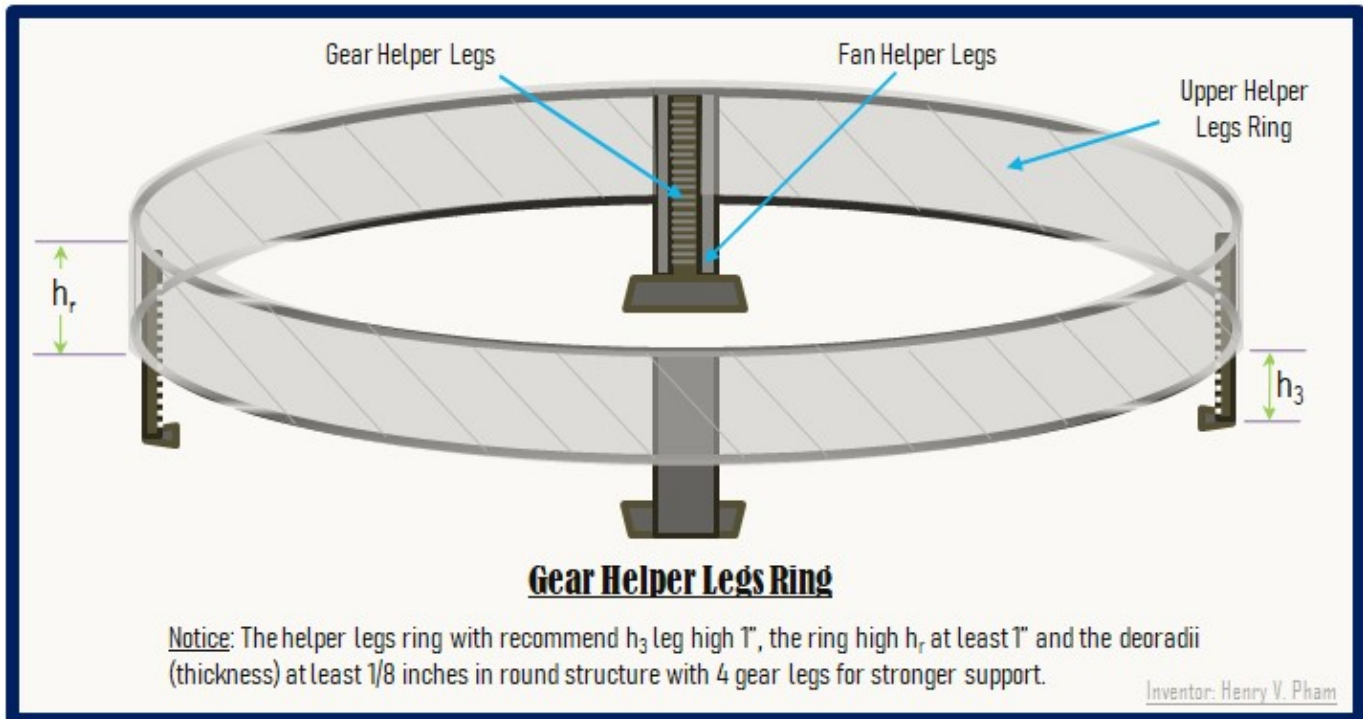 Gear Helper Legs
Fan Helper Legs
Upper Helper
Legs Ring
hᵣ
h₃
Gear Helper Legs Ring
Notice: The helper legs ring with recommend h₃ leg high 1", the ring high hᵣ at least 1" and the deoradii
(thickness) at least 1/8 inches in round structure with 4 gear legs for stronger support.
Inventor: Henry V. Pham